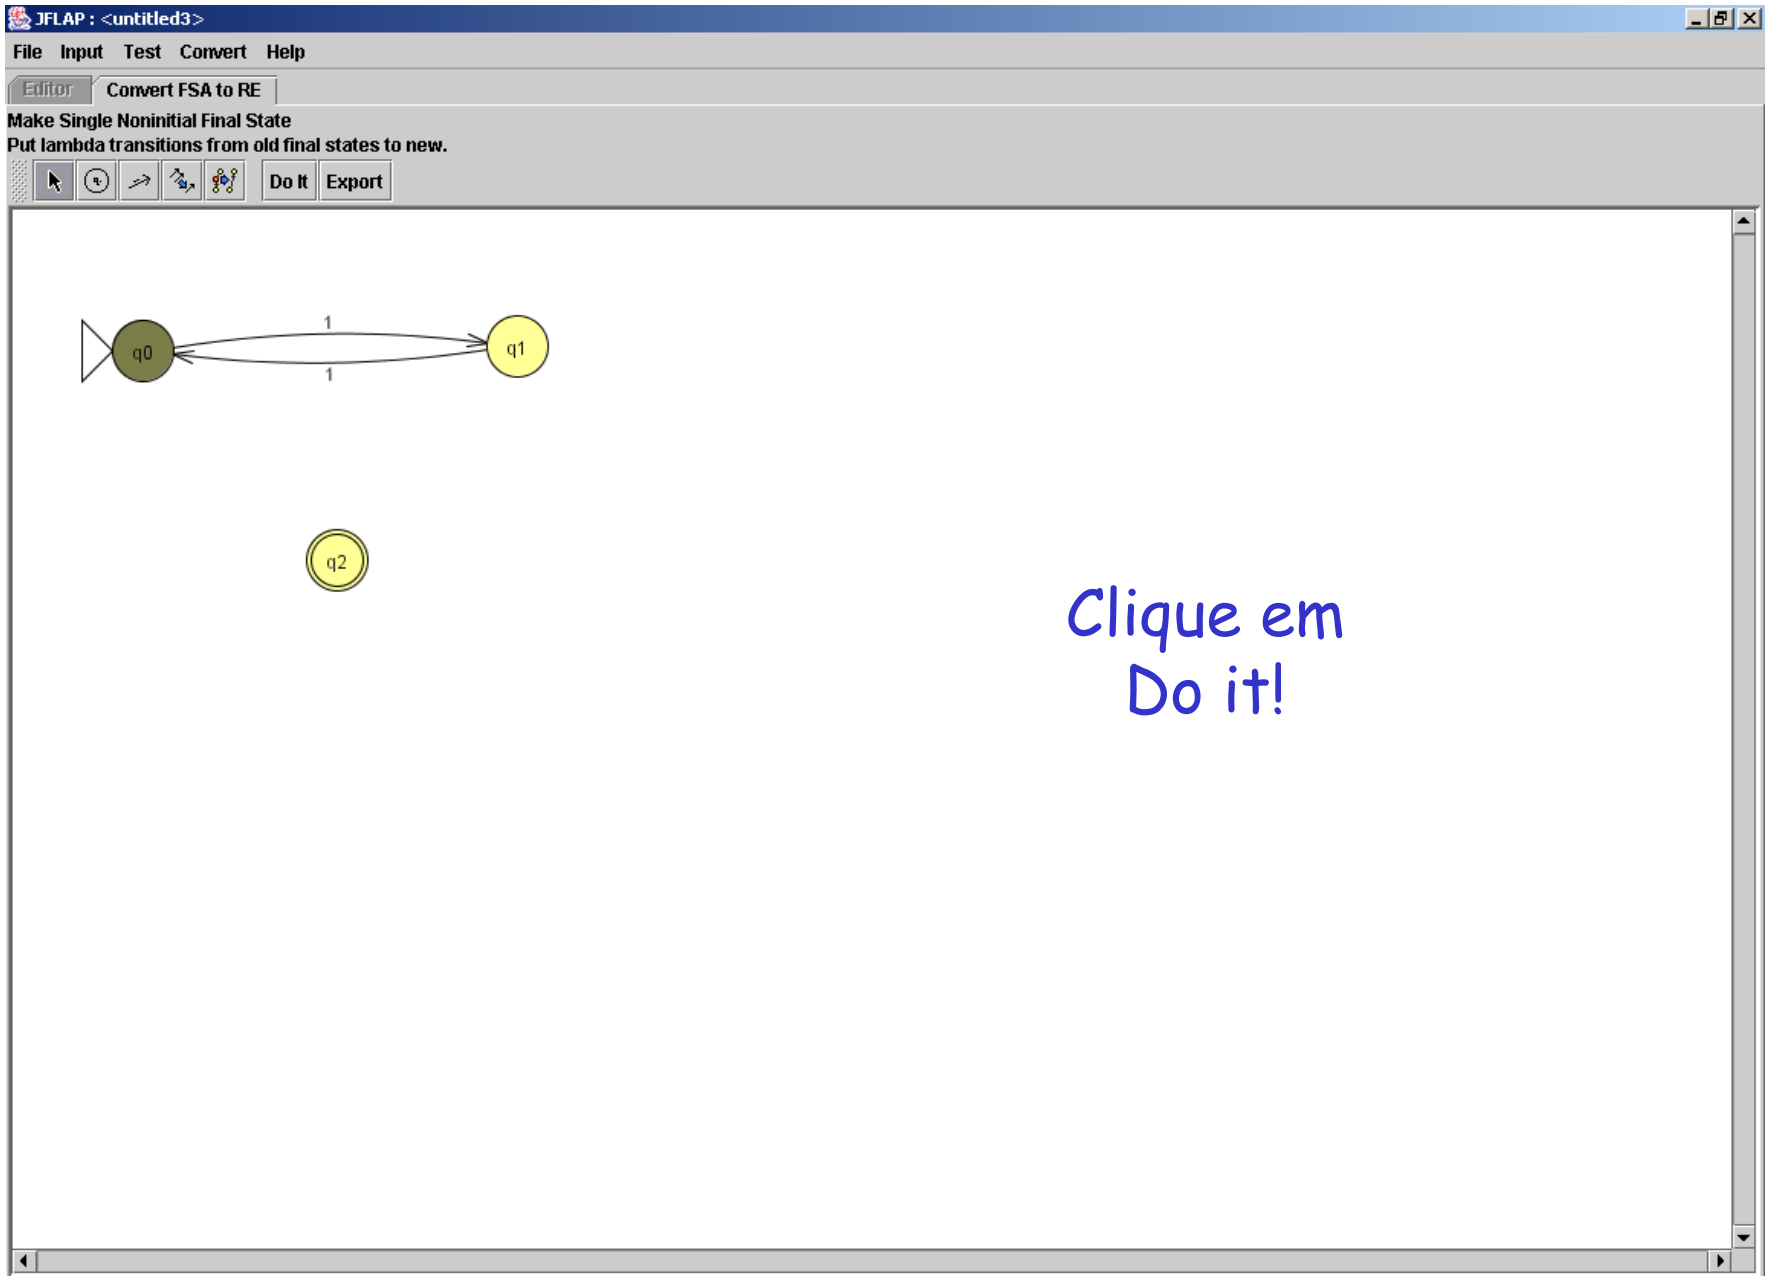 JFLAP : <untitled3>
File Input Test Convert Help
Editor Convert FSA to RE
Make Single Noninitial Final State
Put lambda transitions from old final states to new.
Do It Export
1
q0
q1
1
q2
Clique em
Do it!